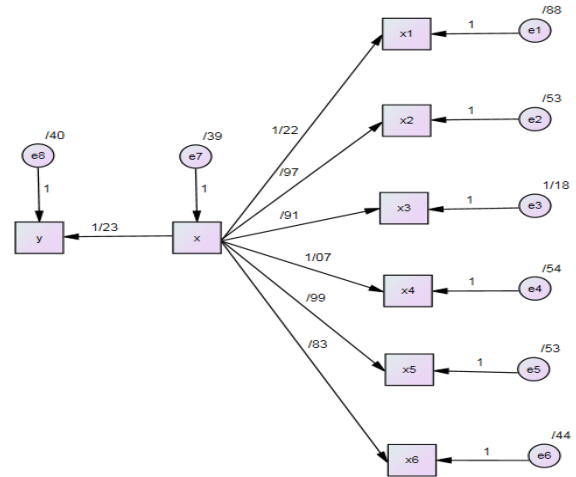 /88
x1
1
e1
/53
x2
1
e2
/40
e8
/39
e7
1/22
/97
1
1
1/18
x3
1
e3
/91
y
1/23
x
1/07
/54
x4
1
e4
/99
/53
/83
x5
1
e5
/44
x6
1
e6